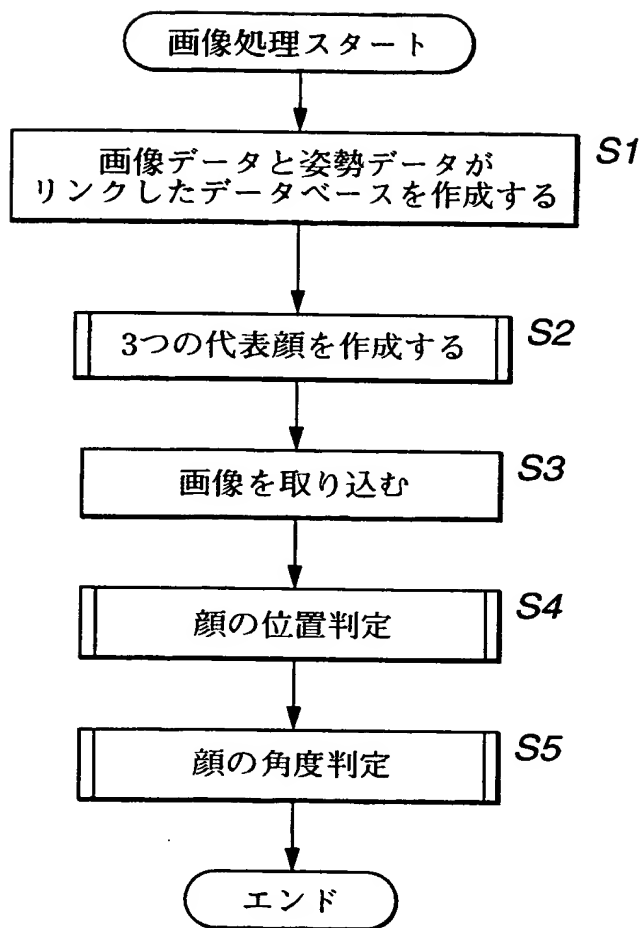 画像処理スタート
S1
画像データと姿勢データが
リンクしたデータベースを作成する
S2
3つの代表顔を作成する
S3
画像を取り込む
S4
顔の位置判定
S5
顔の角度判定
エンド